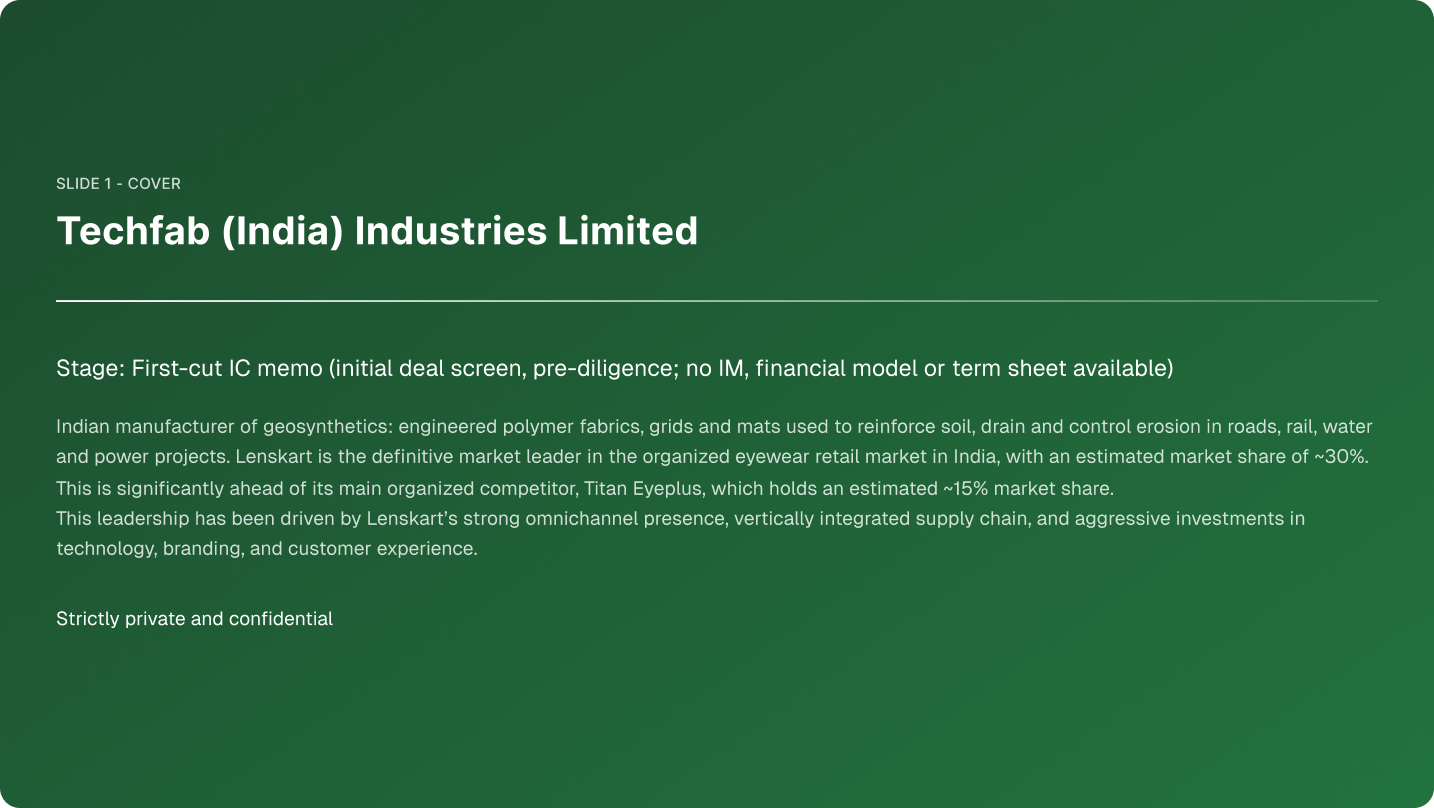 SLIDE 1 - COVER
Techfab (India) Industries Limited
Stage: First-cut IC memo (initial deal screen, pre-diligence; no IM, financial model or term sheet available)
Indian manufacturer of geosynthetics: engineered polymer fabrics, grids and mats used to reinforce soil, drain and control erosion in roads, rail, water
and power projects. Lenskart is the definitive market leader in the organized eyewear retail market in India, with an estimated market share of ~30%.
This is significantly ahead of its main organized competitor, Titan Eyeplus, which holds an estimated ~15% market share.
This leadership has been driven by Lenskart’s strong omnichannel presence, vertically integrated supply chain, and aggressive investments in
technology, branding, and customer experience.
Strictly private and confidential